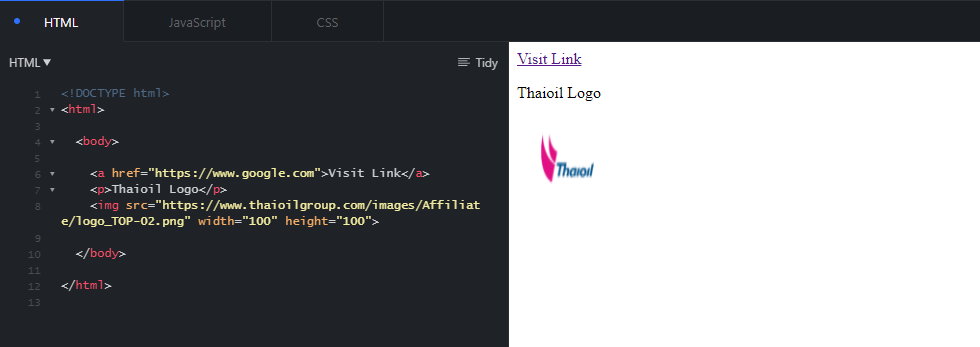 HTML
JavaScript
CSS
HTML▼
Tidy
1 <!DOCTYPE html>
2 <html>
3
4 <body>
5
6 <a href="https://www.google.com">Visit Link</a>
7 <p>Thaioil Logo</p>
8 <img src="https://www.thaioilgroup.com/images/Affiliat
e/logo_TOP-02.png" width="100" height="100">
9
10 </body>
11
12 </html>
13
Visit Link
Thaioil Logo
Thaioil